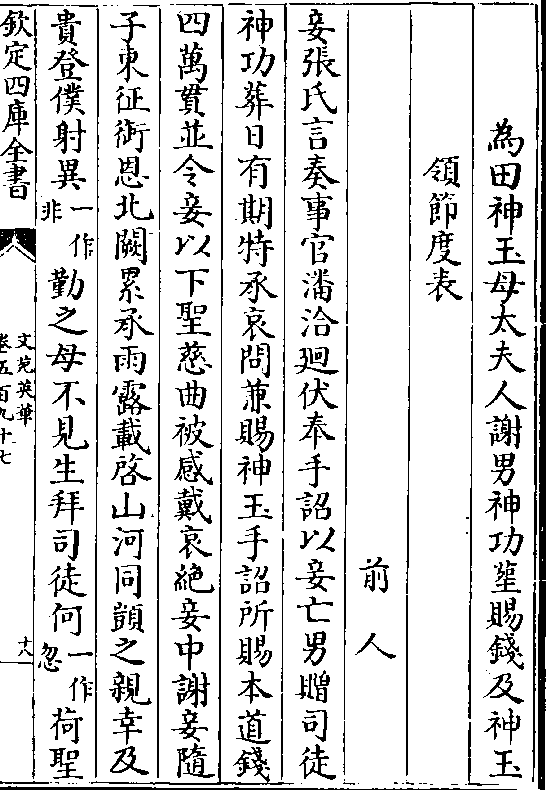 為田神玉母太夫人謝男神功塟賜錢及神玉
領節度表
前人
妾張氏言奏事官潘洽廻伏奉手詔以妾亡男贈司徒
神功葬日有期特承哀問兼賜神玉手詔所賜本道錢
四萬貫並令妾以下聖慈曲被感戴哀絶妾中謝妾隨
子東征銜恩北闕累承雨露載啓山河同顗之親幸及
貴登僕射異一作非勤之母不見生拜司徒何一作忽荷聖
欽定四庫全書
文苑英華
卷五百九十七
十八